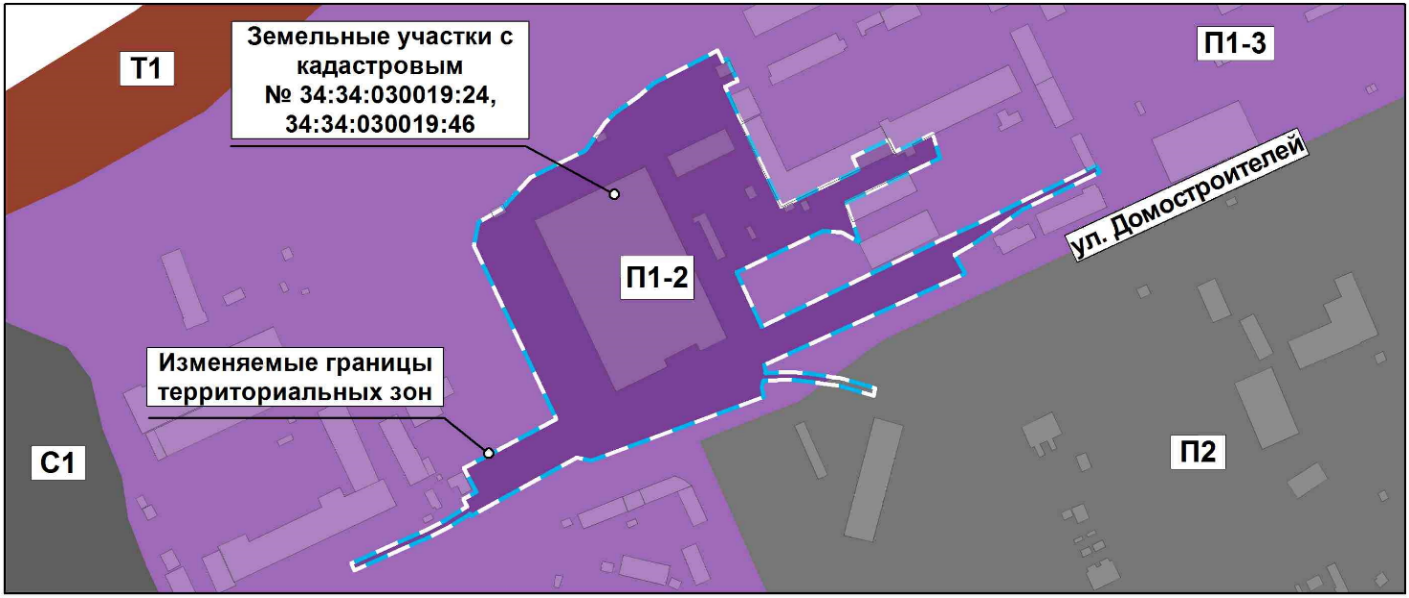 Т1
Земельные участки с
кадастровым
№ 34:34:030019:24,
34:34:030019:46
П1-3
ул. Домостроителей
П1-2
Изменяемые границы
территориальных зон
С1
П2